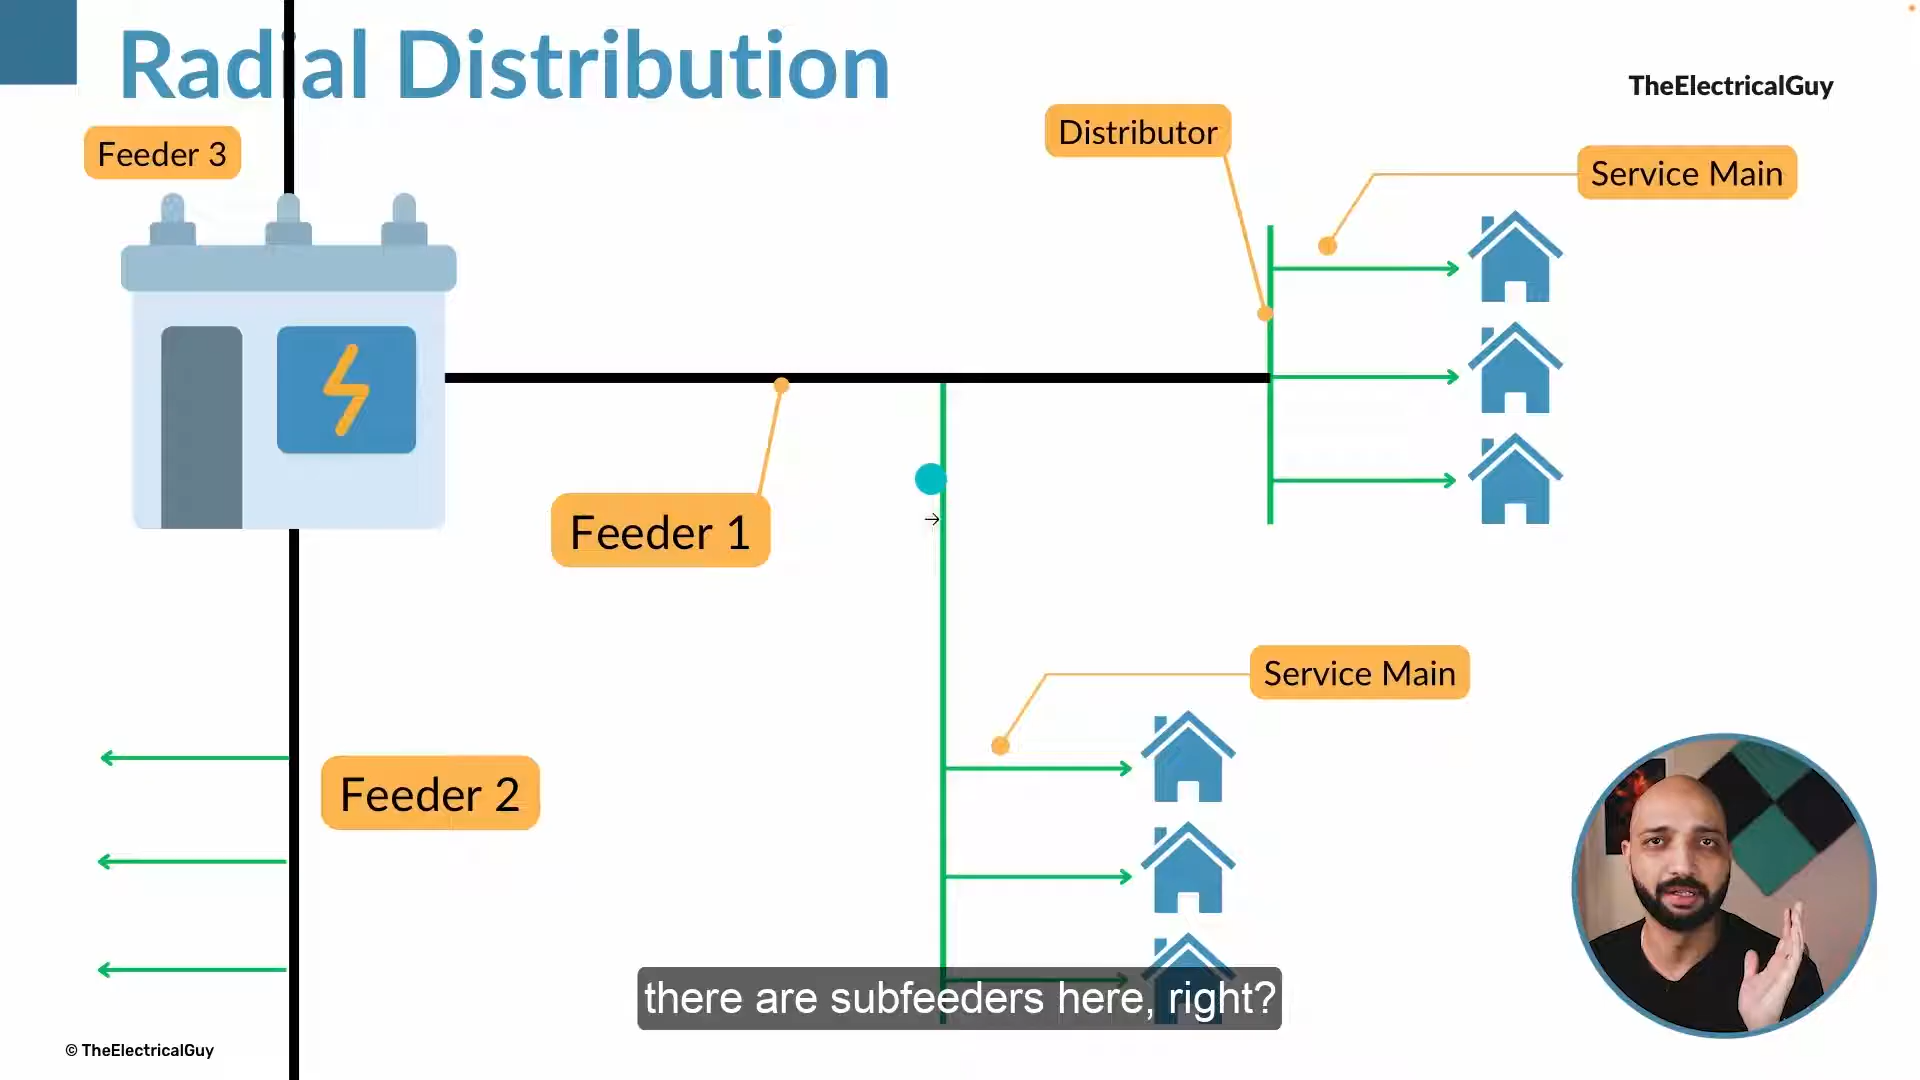 Radial Distribution
TheElectricalGuy
Feeder 3
Distributor
Service Main
Feeder 1
Service Main
Feeder 2
there are subfeeders here, right?
© TheElectricalGuy